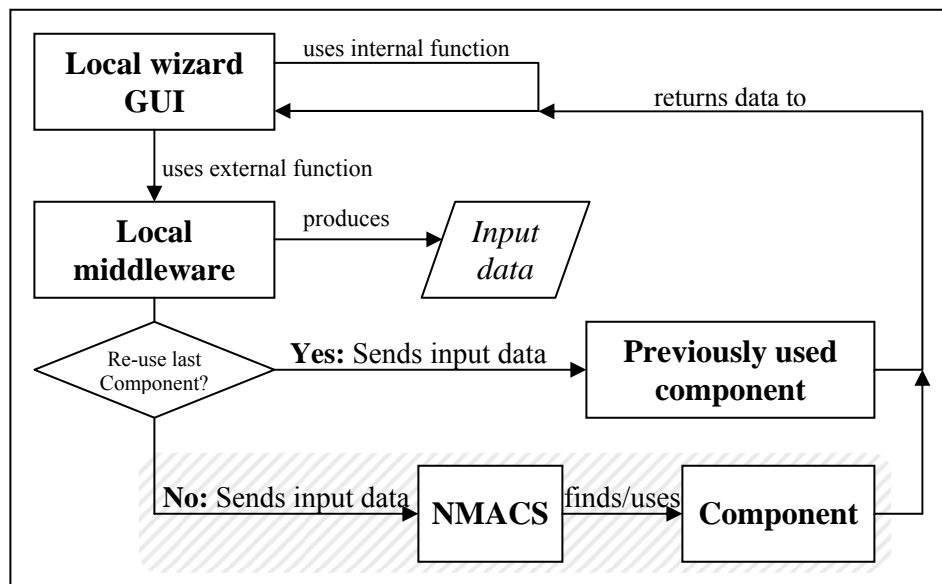 Local wizard
GUI
uses internal function
returns data to
uses external function
Local
middleware
produces
Input
data
Re-use last
Component?
Yes: Sends input data
Previously used
component
No: Sends input data
NMACS
finds/uses
Component